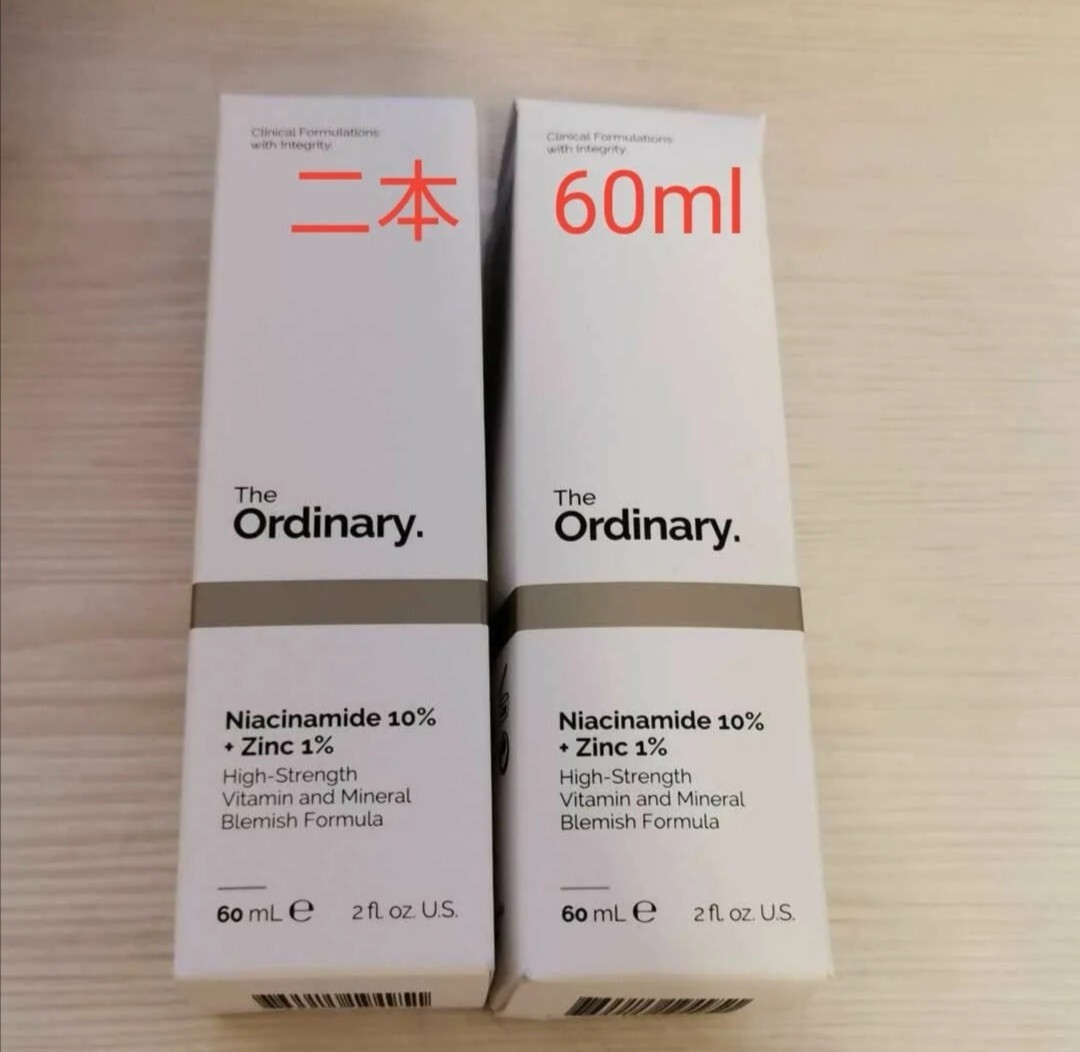 Clinical Formulations
with Integrity
二本
The
Ordinary.
Niacinamide 10%
+ Zinc 1%
High-Strength
Vitamin and Mineral
Blemish Formula
60 mL ℮ 2 fl. oz. U.S.
Clinical Formulations
with Integrity
60ml
The
Ordinary.
Niacinamide 10%
+ Zinc 1%
High-Strength
Vitamin and Mineral
Blemish Formula
60 mL ℮ 2 fl. oz. U.S.